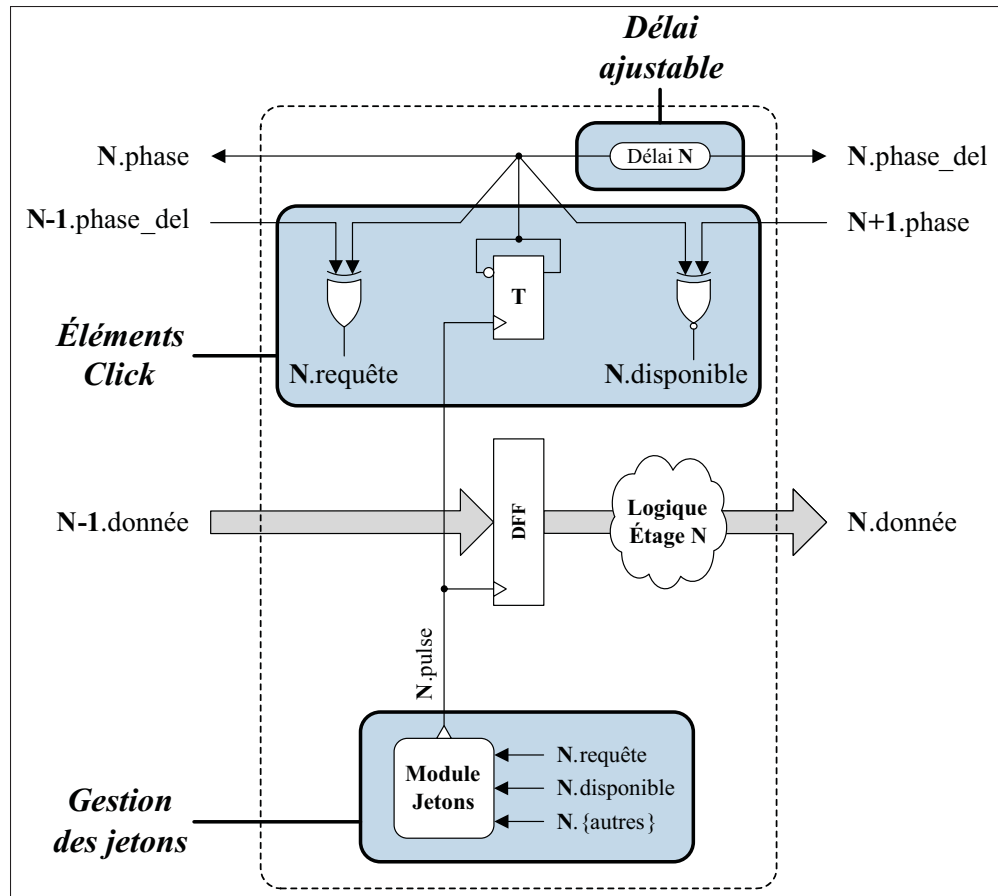 Délai
ajustable
N.phase
Délai N
N.phase_del
N-1.phase_del
N+1.phase
T
Éléments
Click
N.requête
N.disponible
N-1.donnée
DFF
Logique
Étage N
N.donnée
N.pulse
Module
Jetons
N.requête
N.disponible
N.{autres}
Gestion
des jetons